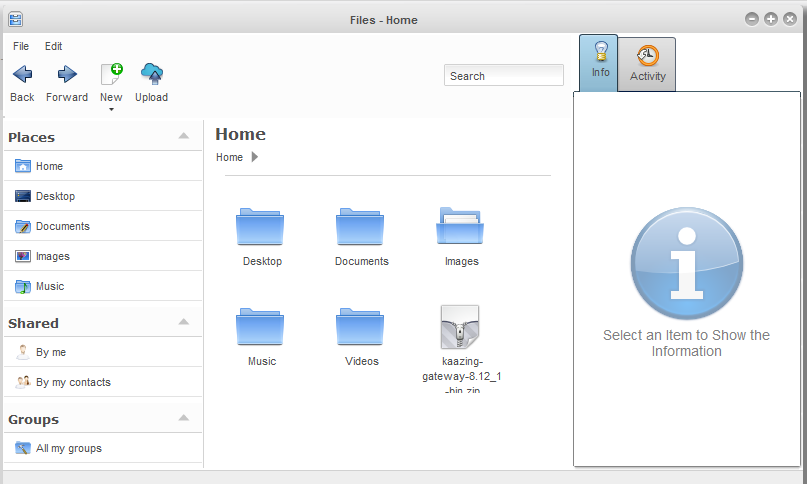 Files - Home
File Edit
Back Forward New Upload
Search
Info
Activity
Places
Home
Desktop
Documents
Images
Music
Shared
By me
By my contacts
Groups
All my groups
Home
Home
Desktop Documents Images
Music Videos kaazing-
gateway-8.12_1
-bin.zip
Select an Item to Show the
Information